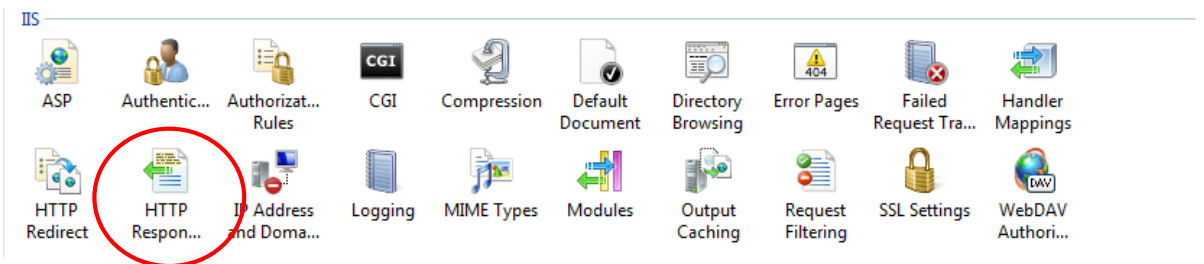 IIS
CGI
404
ASP Authentic... Authorizat... CGI Compression Default Directory Error Pages Failed Handler
Rules Document Browsing Request Tra... Mappings
DAV
HTTP HTTP IP Address Logging MIME Types Modules Output Request SSL Settings WebDAV
Redirect Respon... and Doma... Caching Filtering Authori...